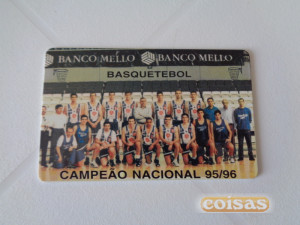 BANCO MELLO BANCO MELLO
BASQUETEBOL
CAMPEÃO NACIONAL 95/96
coisas